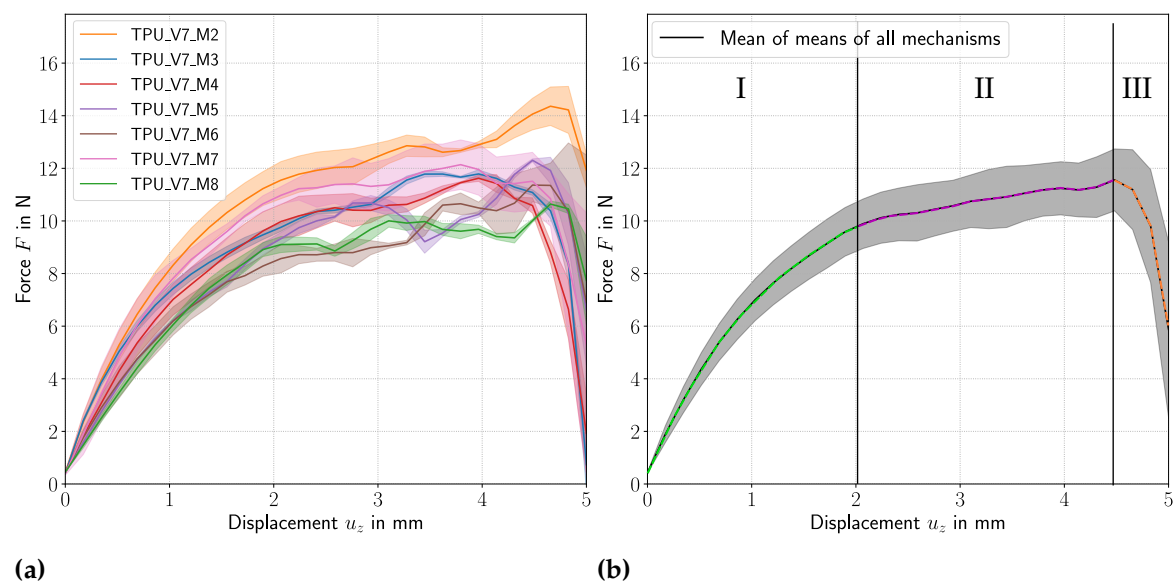 TPU_V7_M2
TPU_V7_M3
TPU_V7_M4
TPU_V7_M5
TPU_V7_M6
TPU_V7_M7
TPU_V7_M8
16
14
12
10
8
6
4
2
0
Force F in N
0 1 2 3 4 5
Displacement u_z in mm
(a)
Mean of means of all mechanisms
I II III
16
14
12
10
8
6
4
2
0
Force F in N
0 1 2 3 4 5
Displacement u_z in mm
(b)